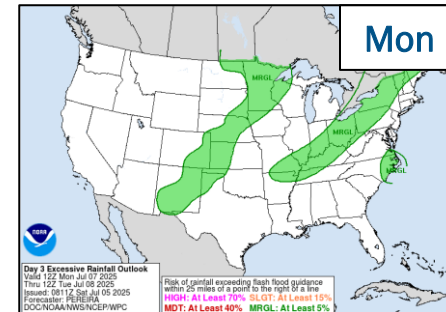 Mon
MRGL
MRGL
MRGL
noaa
Day 3 Excessive Rainfall Outlook
Valid 12Z Mon Jul 07 2025
Thru 12Z Tue Jul 08 2025
Issued: 0811Z Sat Jul 05 2025
Forecaster: PEREIRA
DOC/NOAA/NWS/NCEP/WPC
Risk of rainfall exceeding flash flood guidance
within 25 miles of a point to the right of a line
HIGH: At Least 70% SLGT: At Least 15%
MDT: At Least 40% MRGL: At Least 5%